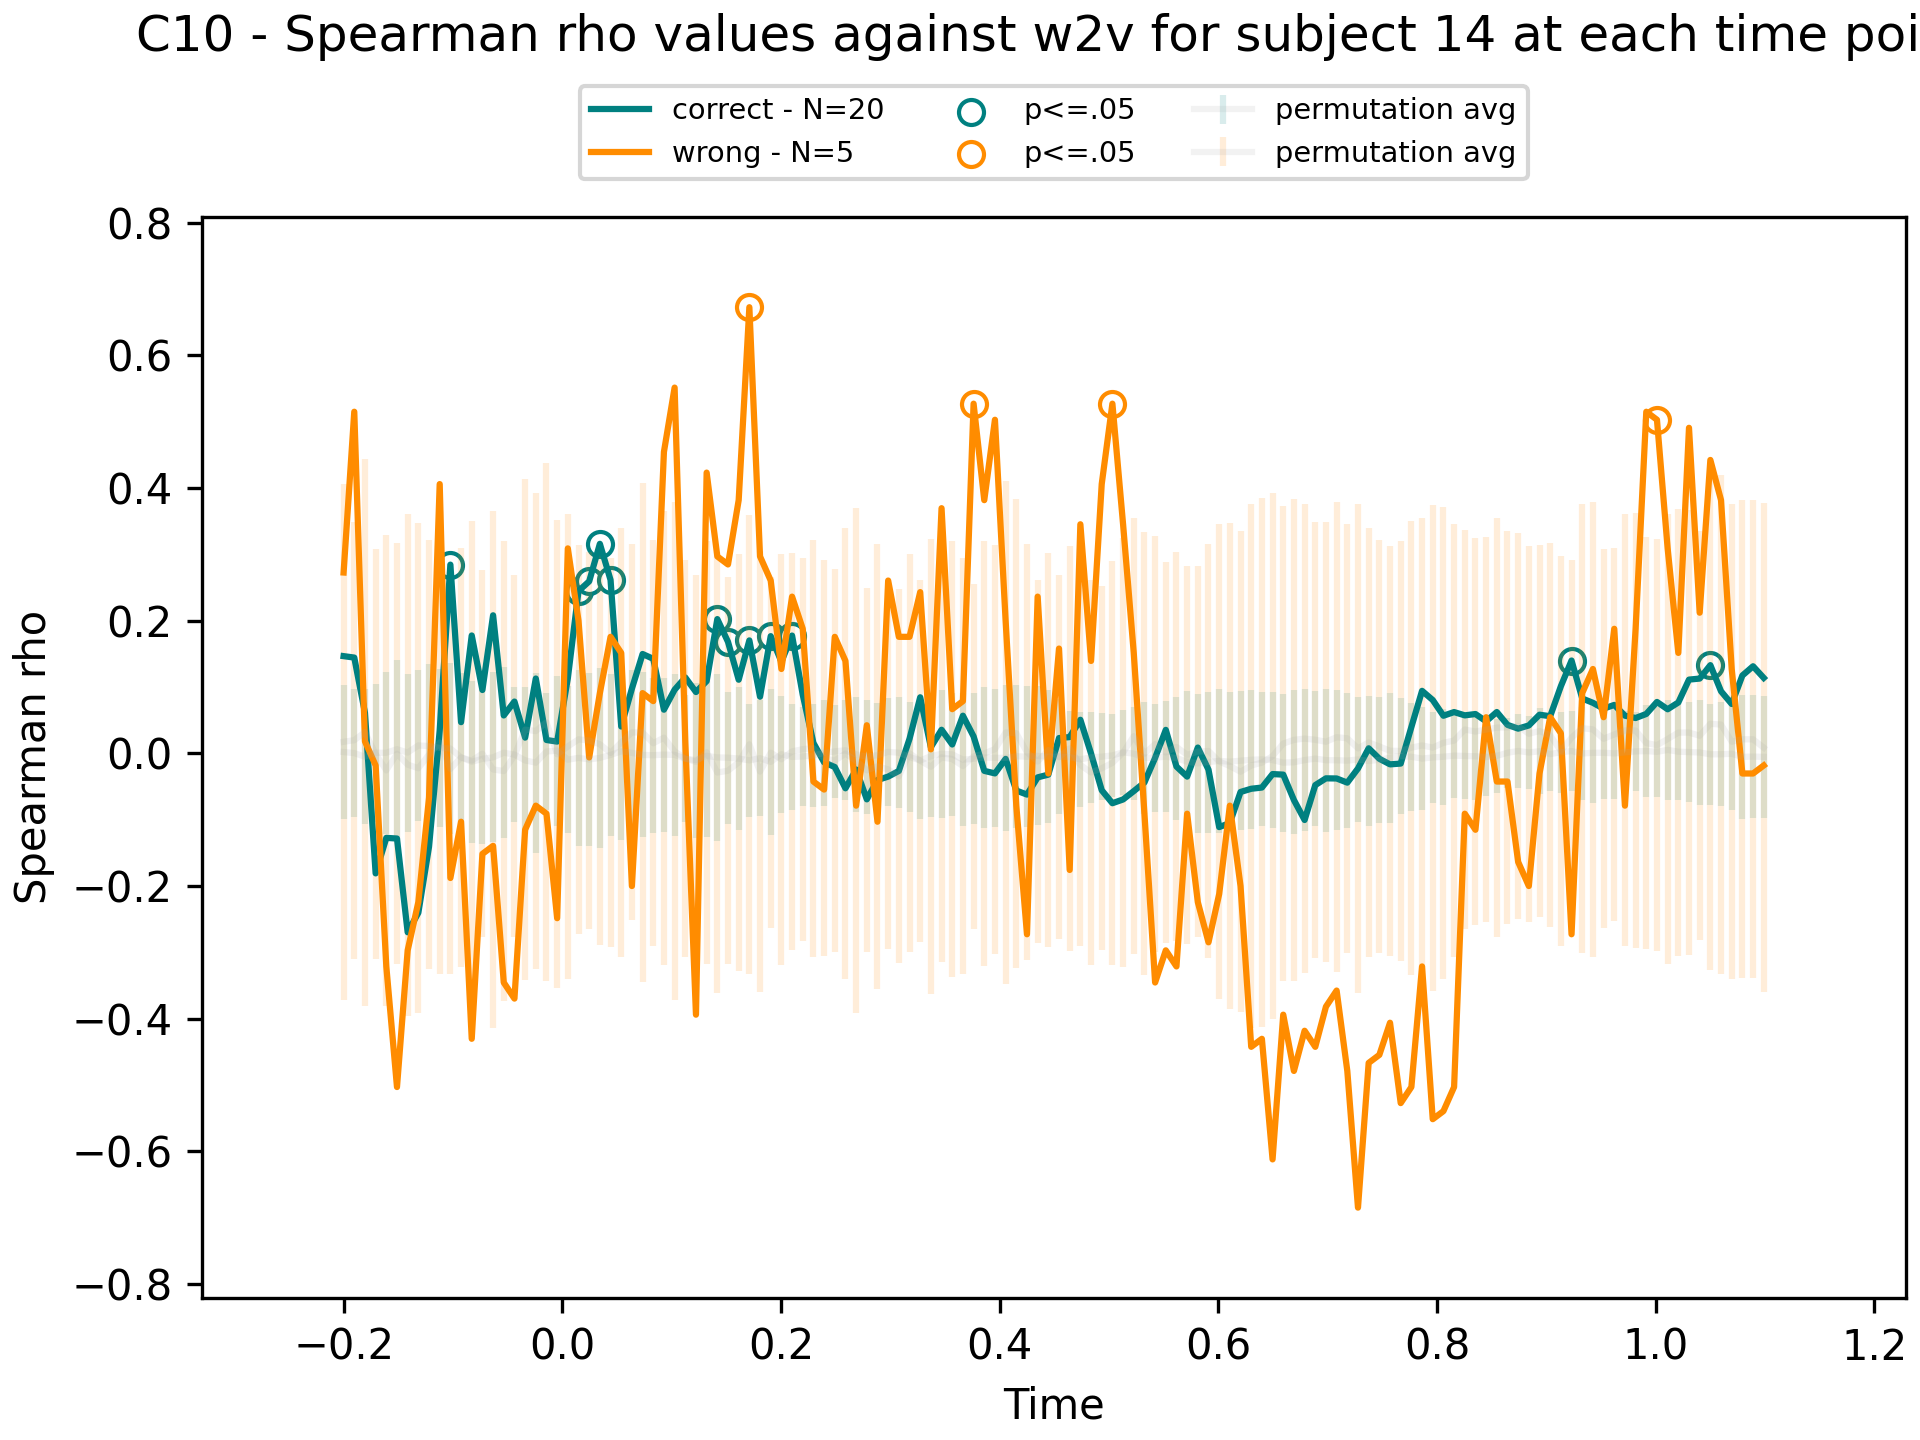 C10 - Spearman rho values against w2v for subject 14 at each time poi
correct - N=20
wrong - N=5
p<=.05
p<=.05
permutation avg
permutation avg
Spearman rho
0.8
0.6
0.4
0.2
0.0
−0.2
−0.4
−0.6
−0.8
−0.2 0.0 0.2 0.4 0.6 0.8 1.0 1.2
Time